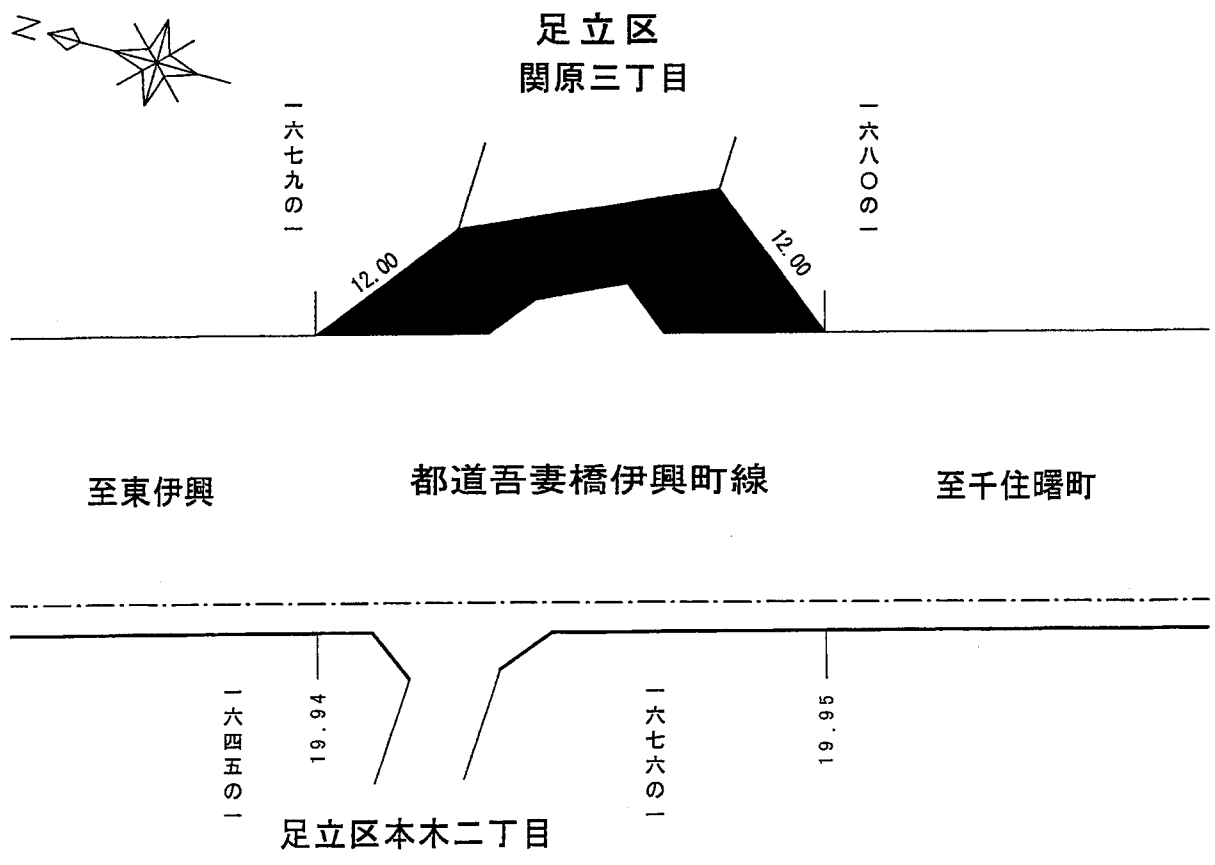 N
足立区
関原三丁目
一六七九の一
一六八〇の一
12.00
12.00
至東伊興
都道吾妻橋伊興町線
至千住曙町
一六四五の一
19.94
一六七六の一
19.95
足立区本木二丁目